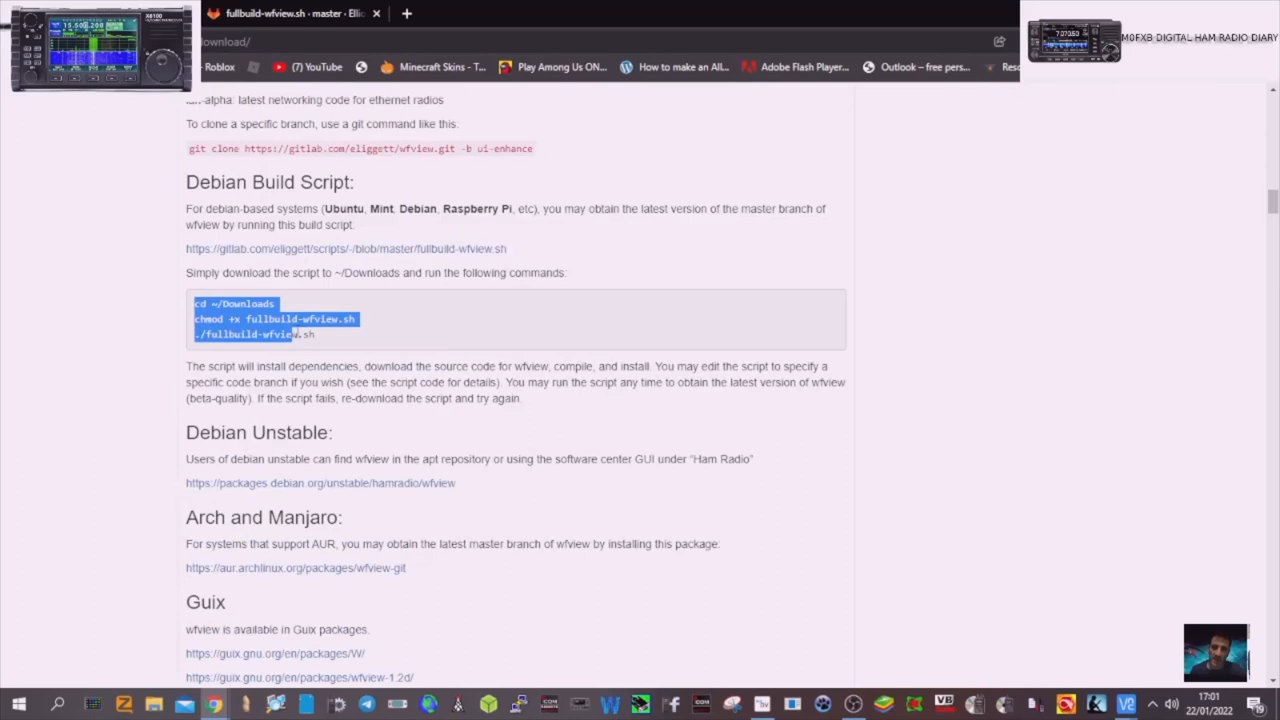 X6100
15.500.200
fullbuild-wfview.sh · master · Elic
download/
7.070.50
M0FXB DIGITAL HAM RADIO DIARY
Roblox
(7) YouTube
t Us ON...
make an ALL...
ur...
Outlook – free pers
Reso
lan-alpha: latest networking code for ethernet radios
To clone a specific branch, use a git command like this:
git clone https://gitlab.com/eliggett/wfview.git -b ui-enhance
Debian Build Script:
For debian-based systems (Ubuntu, Mint, Debian, Raspberry Pi, etc), you may obtain the latest version of the master branch of
wfview by running this build script.
https://gitlab.com/eliggett/scripts/-/blob/master/fullbuild-wfview.sh
Simply download the script to ~/Downloads and run the following commands:
cd ~/Downloads
chmod +x fullbuild-wfview.sh
./fullbuild-wfview.sh
The script will install dependencies, download the source code for wfview, compile, and install. You may edit the script to specify a
specific code branch if you wish (see the script code for details). You may run the script any time to obtain the latest version of wfview
(beta-quality). If the script fails, re-download the script and try again.
Debian Unstable:
Users of debian unstable can find wfview in the apt repository or using the software center GUI under “Ham Radio”
https://packages.debian.org/unstable/hamradio/wfview
Arch and Manjaro:
For systems that support AUR, you may obtain the latest master branch of wfview by installing this package:
https://aur.archlinux.org/packages/wfview-git
Guix
wfview is available in Guix packages.
https://guix.gnu.org/en/packages/W/
https://guix.gnu.org/en/packages/wfview-1.2d/
17:01
22/01/2022
19